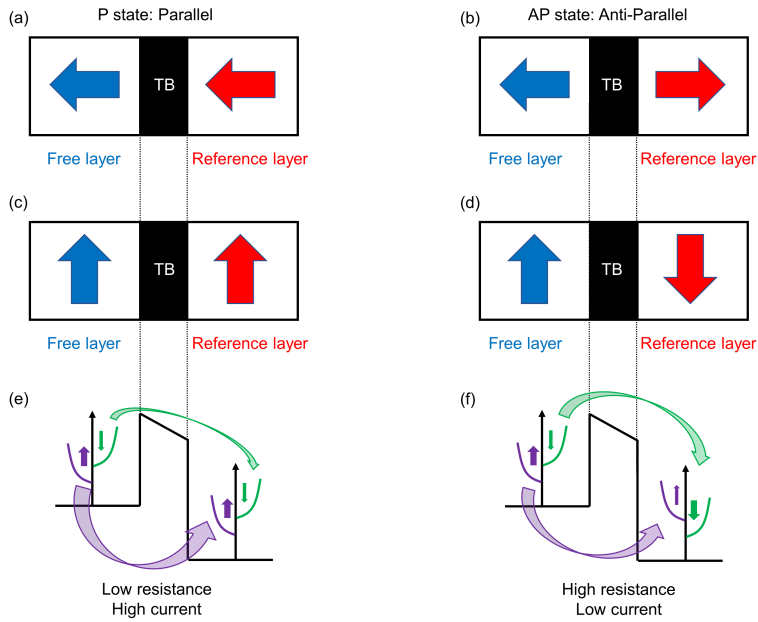 (a)
P state: Parallel
(b)
AP state: Anti-Parallel
TB
TB
Free layer
Reference layer
Free layer
Reference layer
(c)
(d)
TB
TB
Free layer
Reference layer
Free layer
Reference layer
(e)
(f)
Low resistance
High current
High resistance
Low current